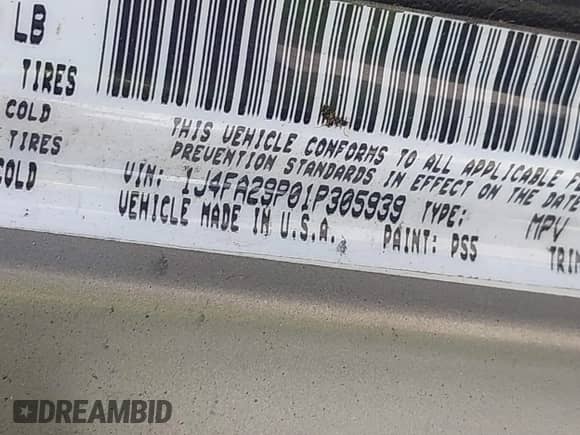 LB
TIRES
COLD
TIRES
COLD
THIS VEHICLE CONFORMS TO ALL APPLICABLE
PREVENTION STANDARDS IN EFFECT ON THE DATE
VIN: 1J4FA29P01P305939 TYPE: MPV
VEHICLE MADE IN U.S.A. PAINT: PS5 TRIM
DREAMBID